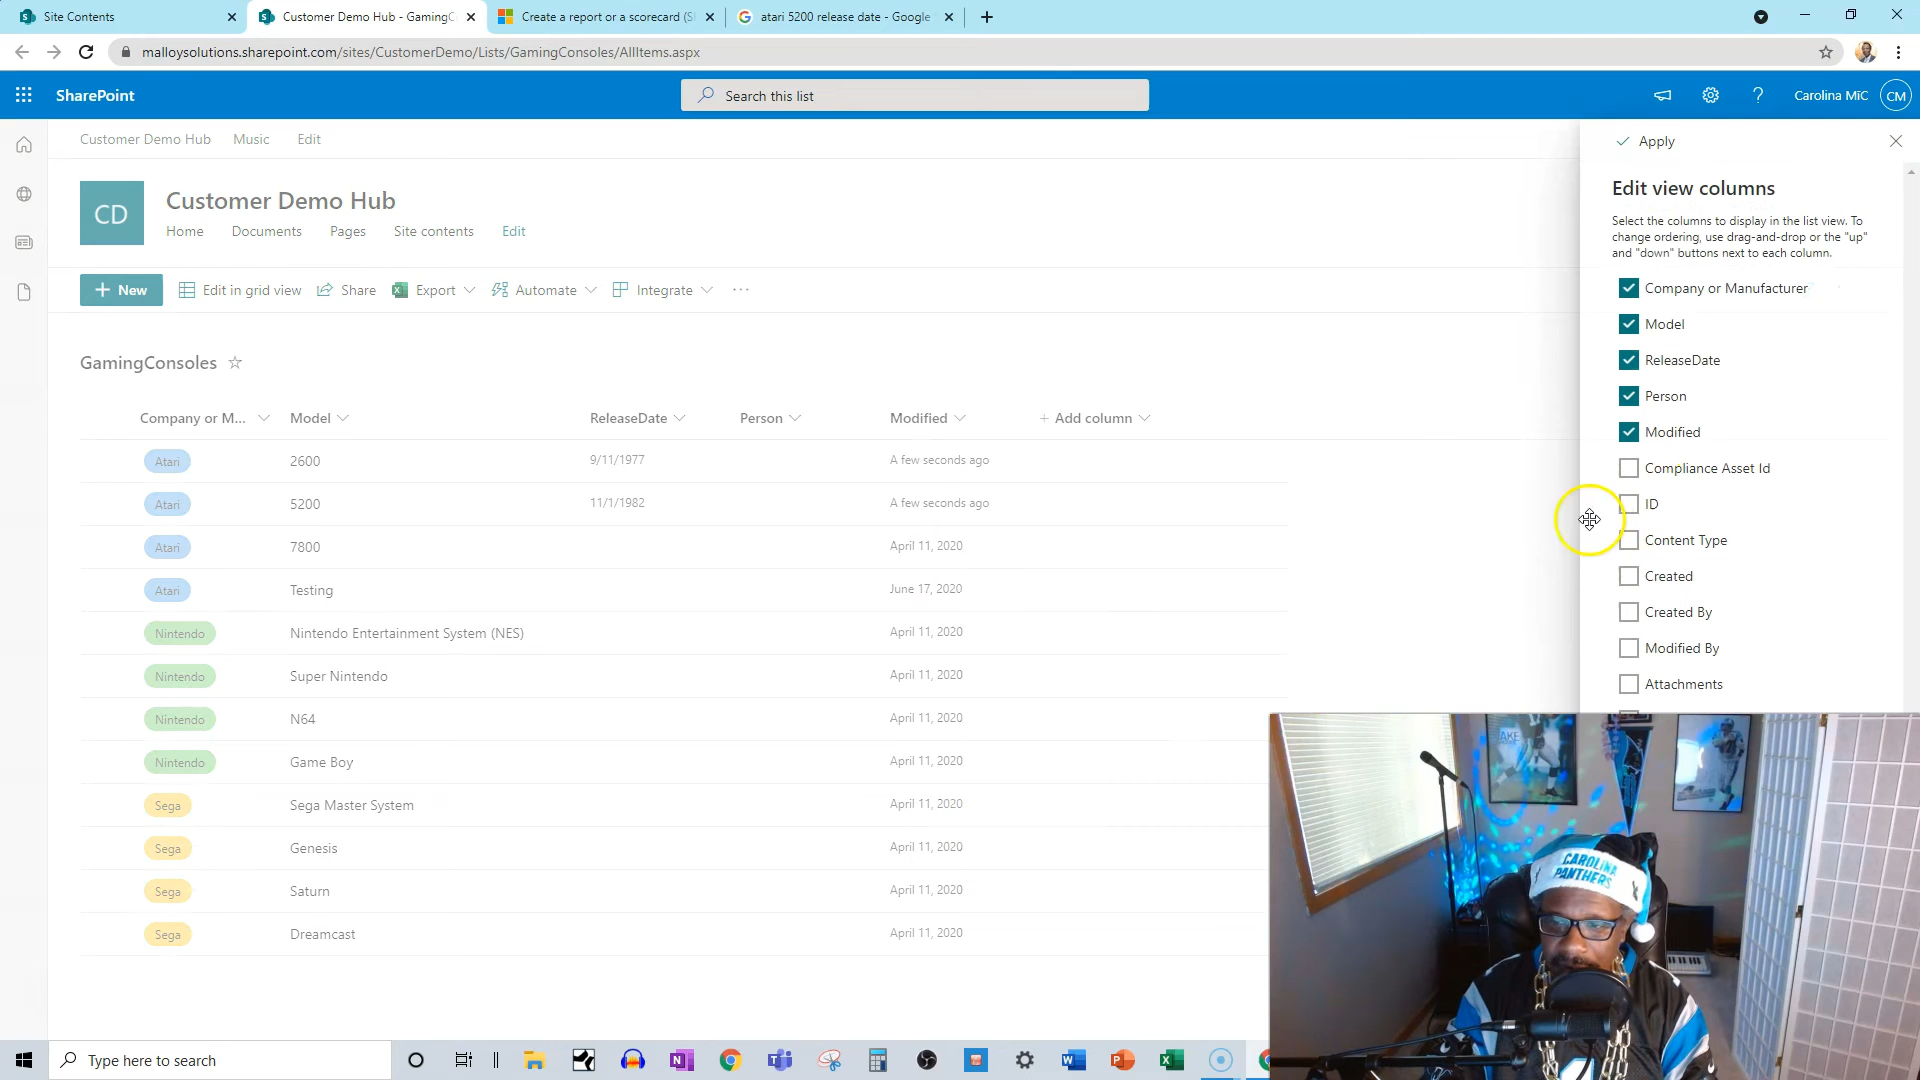 Site Contents
Customer Demo Hub - GamingC
Create a report or a scorecard (S
atari 5200 release date - Google
malloysolutions.sharepoint.com/sites/CustomerDemo/Lists/GamingConsoles/AllItems.aspx
SharePoint
Search this list
Carolina MIC
CM
Customer Demo Hub Music Edit
CD
Customer Demo Hub
Home Documents Pages Site contents Edit
New Edit in grid view Share Export Automate Integrate
GamingConsoles
Company or M... Model ReleaseDate Person Modified Add column
Atari 2600 9/11/1977 A few seconds ago
Atari 5200 11/1/1982 A few seconds ago
Atari 7800 April 11, 2020
Atari Testing June 17, 2020
Nintendo Nintendo Entertainment System (NES) April 11, 2020
Nintendo Super Nintendo April 11, 2020
Nintendo N64 April 11, 2020
Nintendo Game Boy April 11, 2020
Sega Sega Master System April 11, 2020
Sega Genesis April 11, 2020
Sega Saturn April 11, 2020
Sega Dreamcast April 11, 2020
Apply
Edit view columns
Select the columns to display in the list view. To
change ordering, use drag-and-drop or the "up"
and "down" buttons next to each column.
Company or Manufacturer
Model
ReleaseDate
Person
Modified
Compliance Asset Id
ID
Content Type
Created
Created By
Modified By
Attachments
CAROLINA
PANTHERS
Type here to search